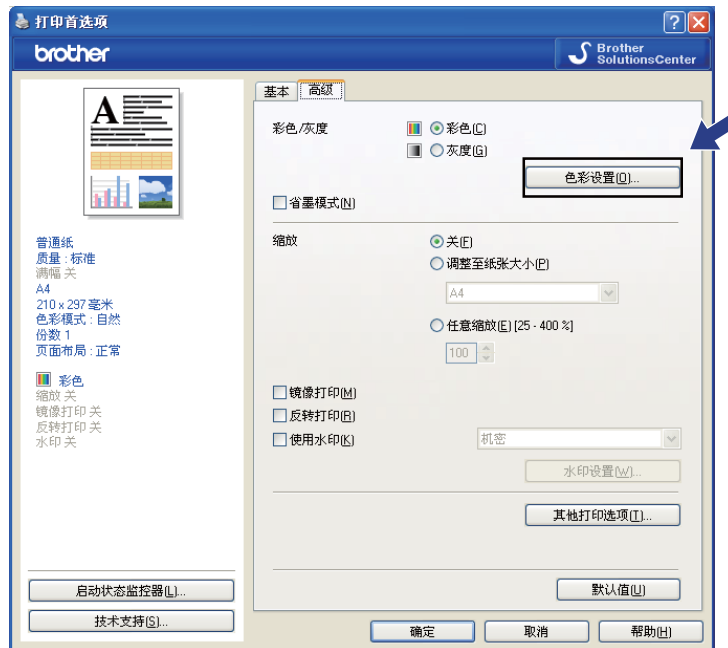 打印首选项
brother
Brother
SolutionsCenter
A
普通纸
质量 : 标准
满幅 关
A4
210 x 297 毫米
色彩模式 : 自然
份数 1
页面布局 : 正常
彩色
缩放 关
镜像打印 关
反转打印 关
水印 关
启动状态监控器(L)...
技术支持(S)...
基本 高级
彩色/灰度 彩色(C)
灰度(G)
色彩设置(O)...
省墨模式(N)
缩放 关(F)
调整至纸张大小(P)
A4
任意缩放(E) [25 - 400 %]
100
镜像打印(M)
反转打印(R)
使用水印(K) 机密
水印设置(W)...
其他打印选项(T)...
默认值(U)
确定 取消 帮助(H)